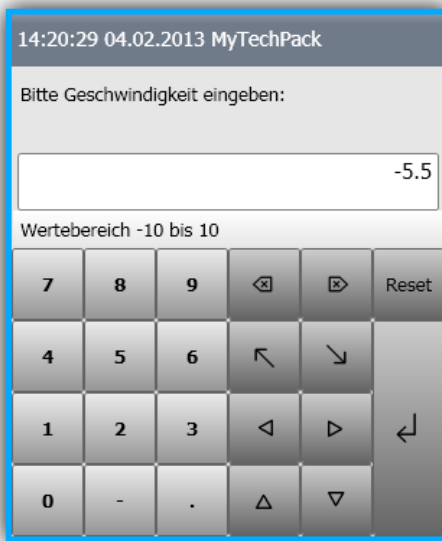 14:20:29 04.02.2013 MyTechPack
Bitte Geschwindigkeit eingeben:
-5.5
Wertebereich -10 bis 10
7 8 9 Reset
4 5 6
1 2 3
0 - .